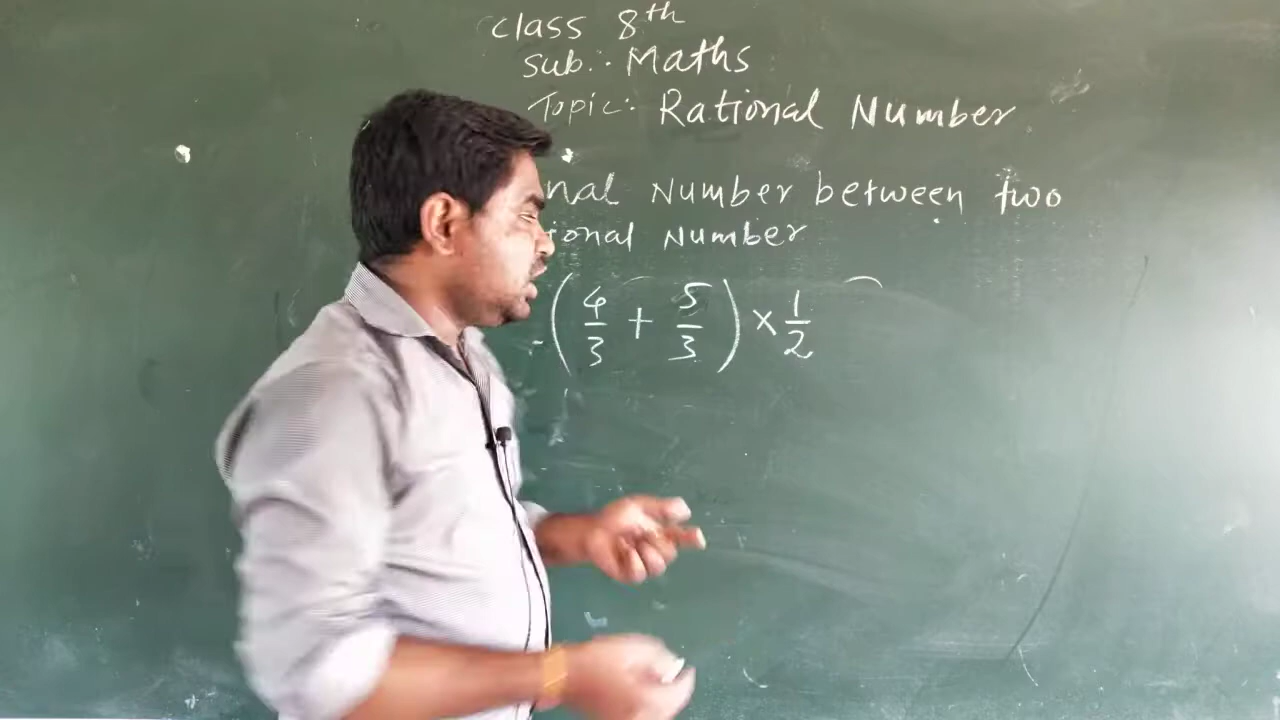 class 8th
Sub:- Maths
Topic:- Rational Number
nal Number between two
ional Number
(4/3 + 5/3) × 1/2